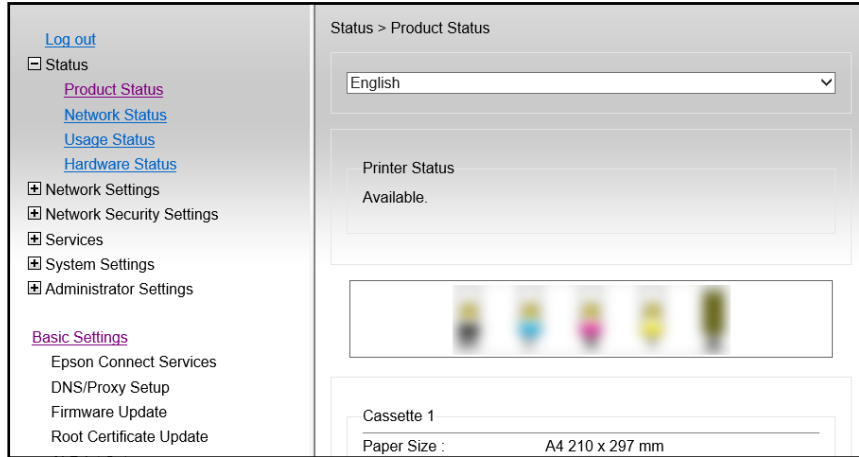 Log out
Status
Product Status
Network Status
Usage Status
Hardware Status
Network Settings
Network Security Settings
Services
System Settings
Administrator Settings
Basic Settings
Epson Connect Services
DNS/Proxy Setup
Firmware Update
Root Certificate Update
Status > Product Status
English
Printer Status
Available.
Cassette 1
Paper Size : A4 210 x 297 mm